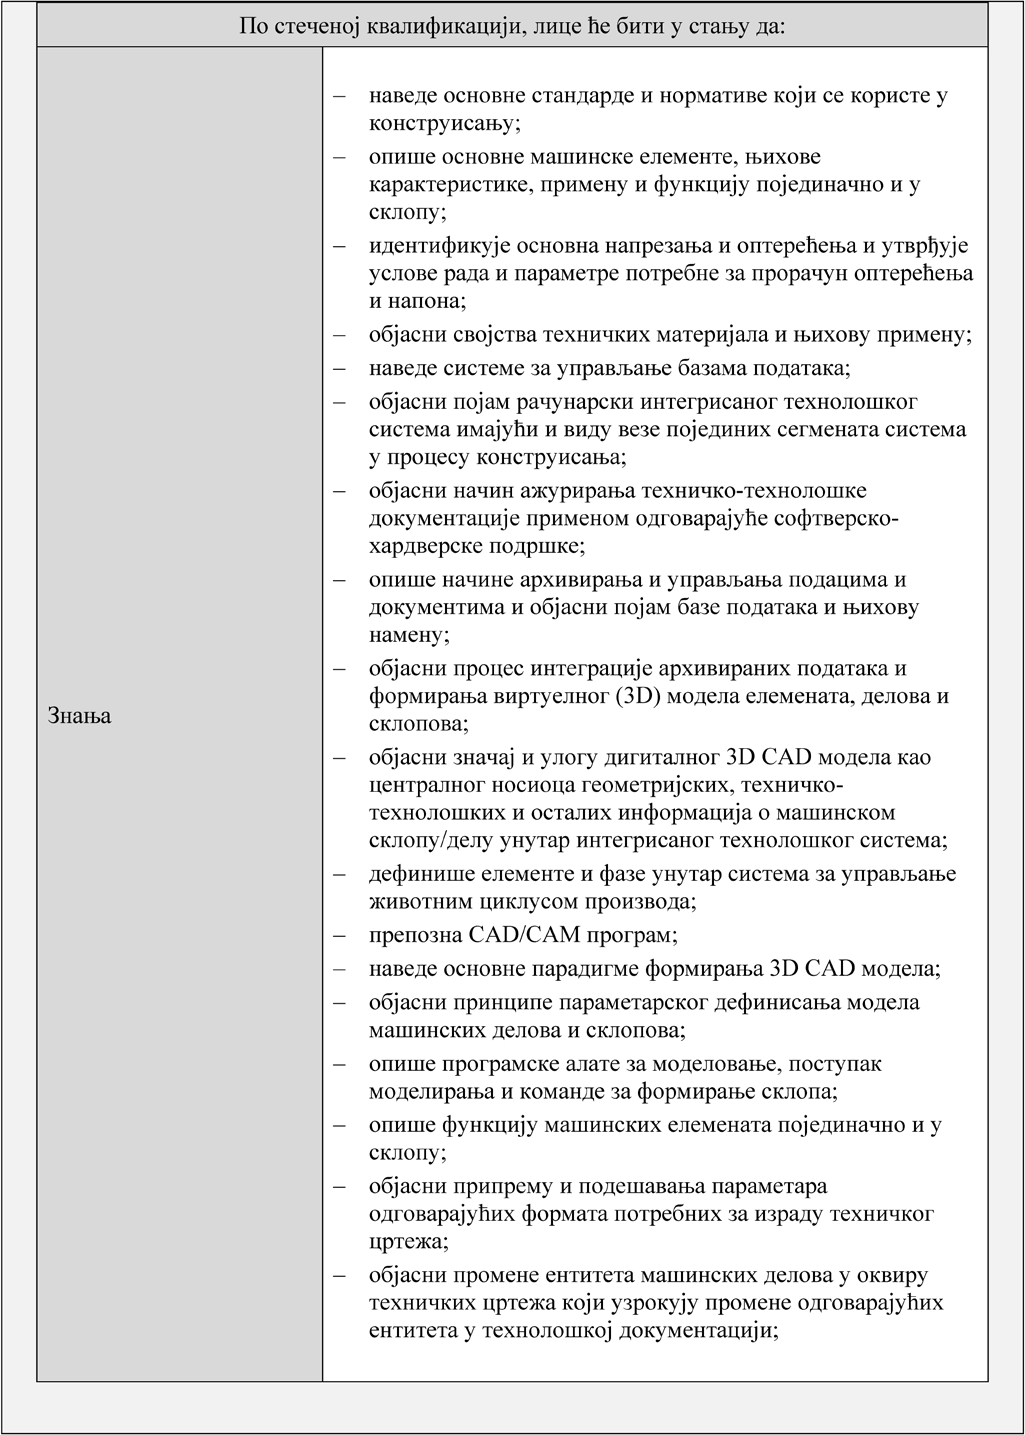 По стеченој квалификацији, лице ће бити у стању да:
Знања
– наведе основне стандарде и нормативе који се користе у
конструисању;
– опише основне машинске елементе, њихове
карактеристике, примену и функцију појединачно и у
склопу;
– идентификује основна напрезања и оптерећења и утврђује
услове рада и параметре потребне за прорачун оптерећења
и напона;
– објасни својства техничких материјала и њихову примену;
– наведе системе за управљање базама података;
– објасни појам рачунарски интегрисаног технолошког
система имајући и виду везе појединих сегмената система
у процесу конструисања;
– објасни начин ажурирања техничко-технолошке
документације применом одговарајуће софтверско-
хардверске подршке;
– опише начине архивирања и управљања подацима и
документима и објасни појам базе података и њихову
намену;
– објасни процес интеграције архивираних података и
формирања виртуелног (3D) модела елемената, делова и
склопова;
– објасни значај и улогу дигиталног 3D CAD модела као
централног носиоца геометријских, техничко-
технолошких и осталих информација о машинском
склопу/делу унутар интегрисаног технолошког система;
– дефинише елементе и фазе унутар система за управљање
животним циклусом производа;
– препозна CAD/CAM програм;
– наведе основне парадигме формирања 3D CAD модела;
– објасни принципе параметарског дефинисања модела
машинских делова и склопова;
– опише програмске алате за моделовање, поступак
моделирања и команде за формирање склопа;
– опише функцију машинских елемената појединачно и у
склопу;
– објасни припрему и подешавања параметара
одговарајућих формата потребних за израду техничког
цртежа;
– објасни промене ентитета машинских делова у оквиру
техничких цртежа који узрокују промене одговарајућих
ентитета у технолошкој документацији;